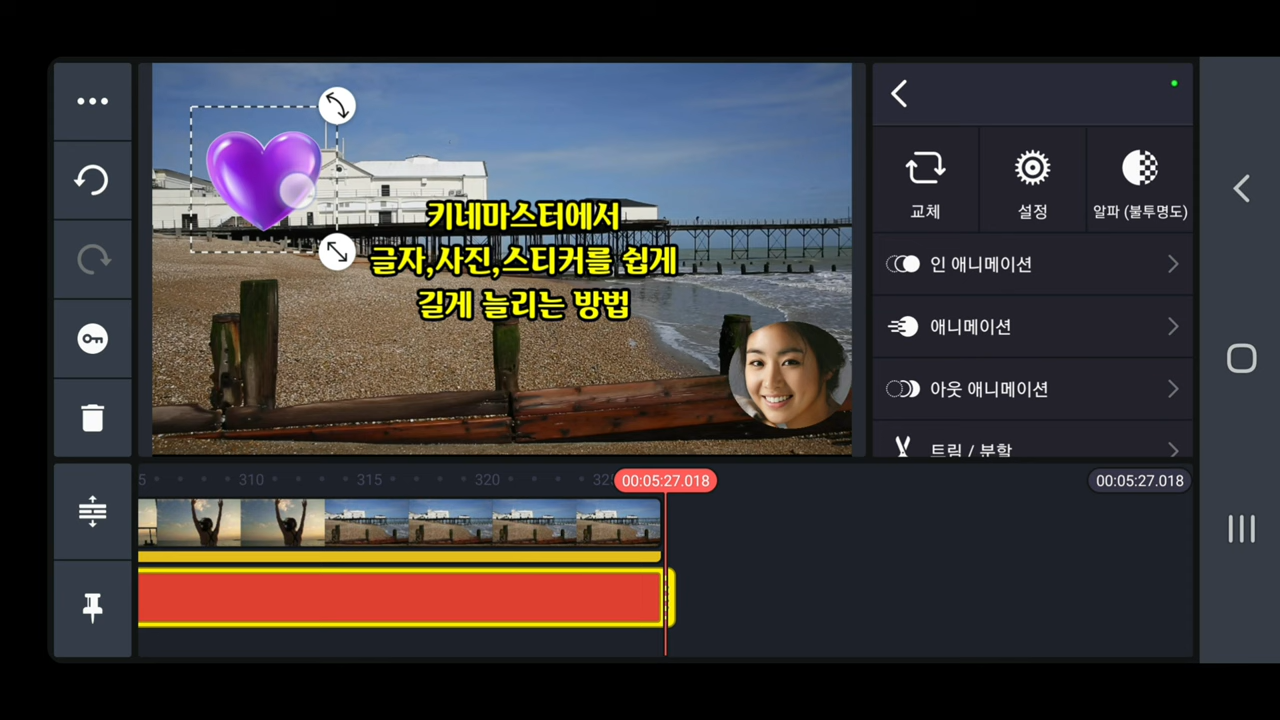 키네마스터에서
글자,사진,스티커를 쉽게
길게 늘리는 방법
교체
설정
알파 (불투명도)
인 애니메이션
애니메이션
아웃 애니메이션
트림 / 분할
5
310
315
320
325
00:05:27.018
00:05:27.018